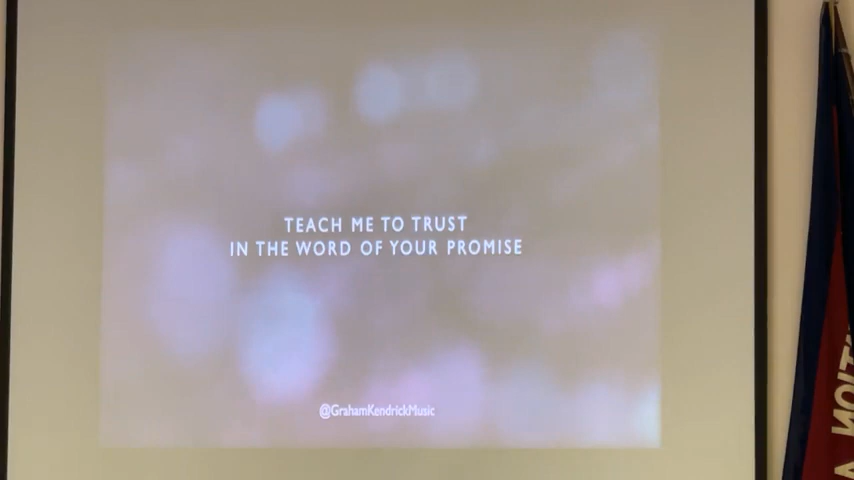 TEACH ME TO TRUST
IN THE WORD OF YOUR PROMISE
@GrahamKendrickMusic